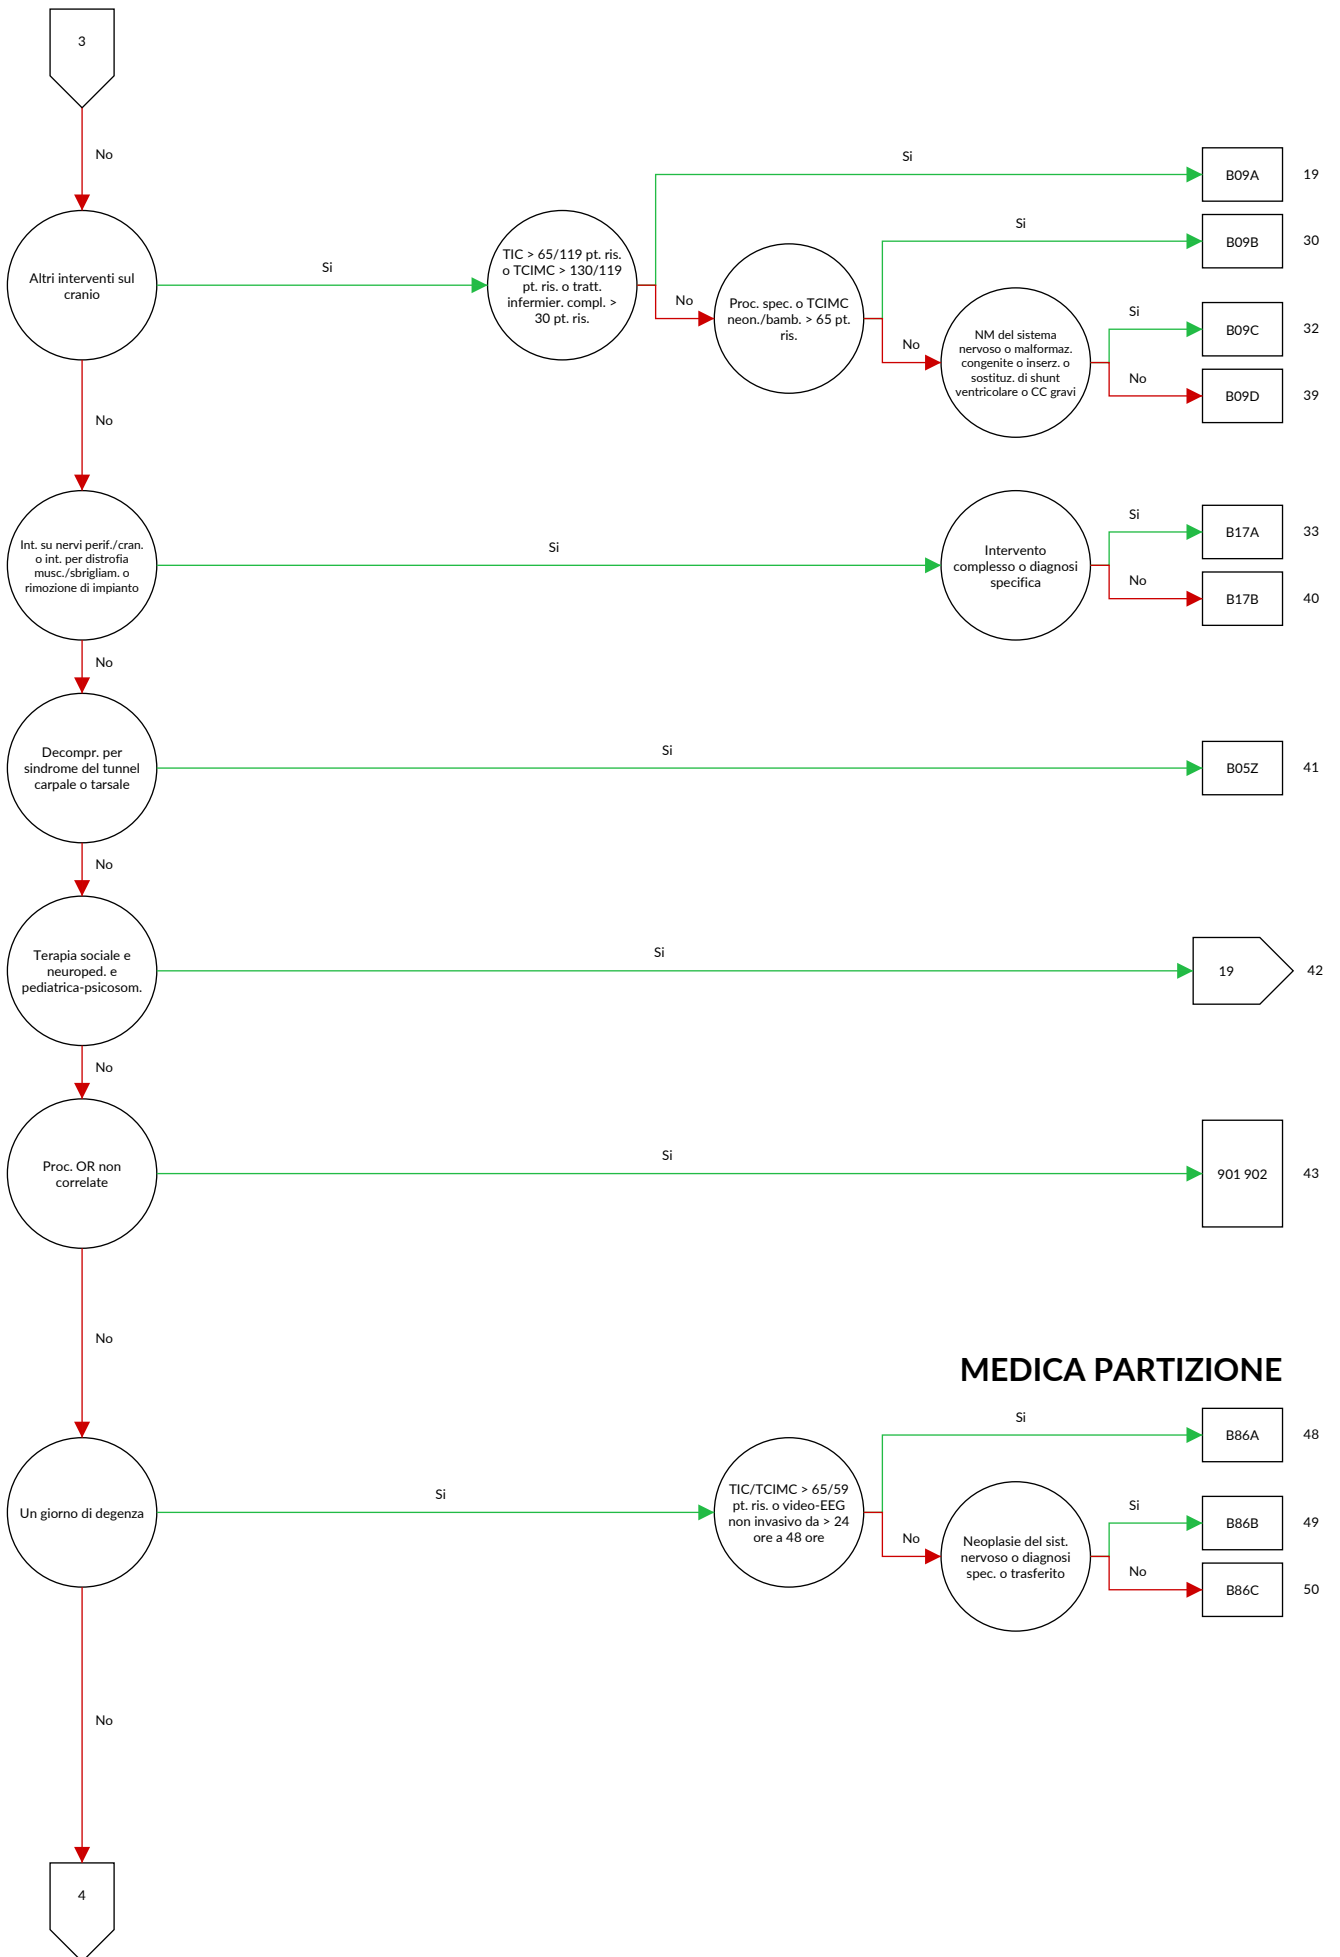 3
No
Altri interventi sul
cranio
Si
TIC > 65/119 pt. ris.
o TCIMC > 130/119
pt. ris. o tratt.
infermier. compl. >
30 pt. ris.
Si
B09A
19
No
Proc. spec. o TCIMC
neon./bamb. > 65 pt.
ris.
Si
B09B
30
No
NM del sistema
nervoso o malformaz.
congenite o inserz. o
sostituz. di shunt
ventricolare o CC gravi
Si
B09C
32
No
B09D
39
No
Int. su nervi perif./cran.
o int. per distrofia
musc./sbrigliam. o
rimozione di impianto
Si
Intervento
complesso o diagnosi
specifica
Si
B17A
33
No
B17B
40
No
Decompr. per
sindrome del tunnel
carpale o tarsale
Si
B05Z
41
No
Terapia sociale e
neuroped. e
pediatrica-psicosom.
Si
19
42
No
Proc. OR non
correlate
Si
901 902
43
No
MEDICA PARTIZIONE
Un giorno di degenza
Si
TIC/TCIMC > 65/59
pt. ris. o video-EEG
non invasivo da > 24
ore a 48 ore
Si
B86A
48
No
Neoplasie del sist.
nervoso o diagnosi
spec. o trasferito
Si
B86B
49
No
B86C
50
No
4